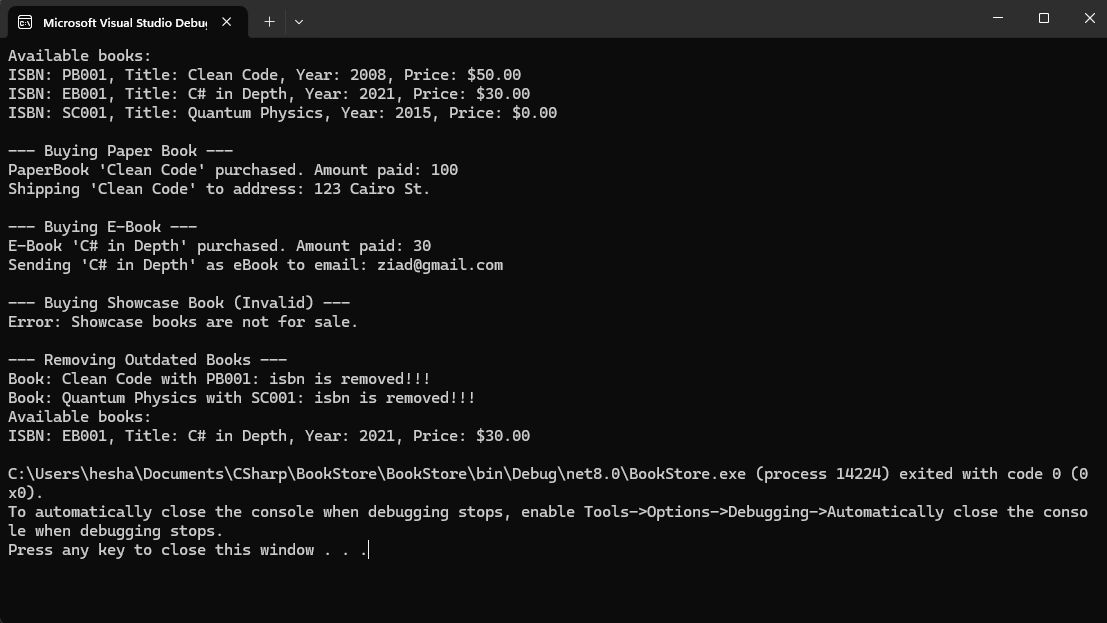 Microsoft Visual Studio Debug
Available books:
ISBN: PB001, Title: Clean Code, Year: 2008, Price: $50.00
ISBN: EB001, Title: C# in Depth, Year: 2021, Price: $30.00
ISBN: SC001, Title: Quantum Physics, Year: 2015, Price: $0.00
--- Buying Paper Book ---
PaperBook 'Clean Code' purchased. Amount paid: 100
Shipping 'Clean Code' to address: 123 Cairo St.
--- Buying E-Book ---
E-Book 'C# in Depth' purchased. Amount paid: 30
Sending 'C# in Depth' as eBook to email: ziad@gmail.com
--- Buying Showcase Book (Invalid) ---
Error: Showcase books are not for sale.
--- Removing Outdated Books ---
Book: Clean Code with PB001: isbn is removed!!!
Book: Quantum Physics with SC001: isbn is removed!!!
Available books:
ISBN: EB001, Title: C# in Depth, Year: 2021, Price: $30.00
C:\Users\hesha\Documents\CSharp\BookStore\BookStore\bin\Debug\net8.0\BookStore.exe (process 14224) exited with code 0 (0
x0).
To automatically close the console when debugging stops, enable Tools->Options->Debugging->Automatically close the conso
le when debugging stops.
Press any key to close this window . . .